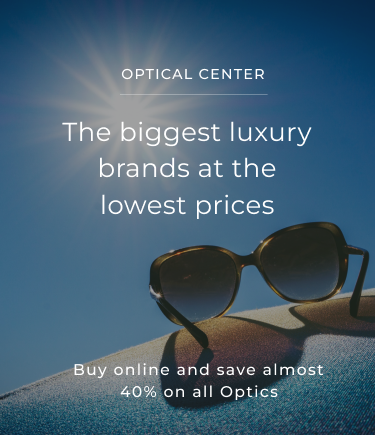 OPTICAL CENTER
The biggest luxury
brands at the
lowest prices
Buy online and save almost
40% on all Optics